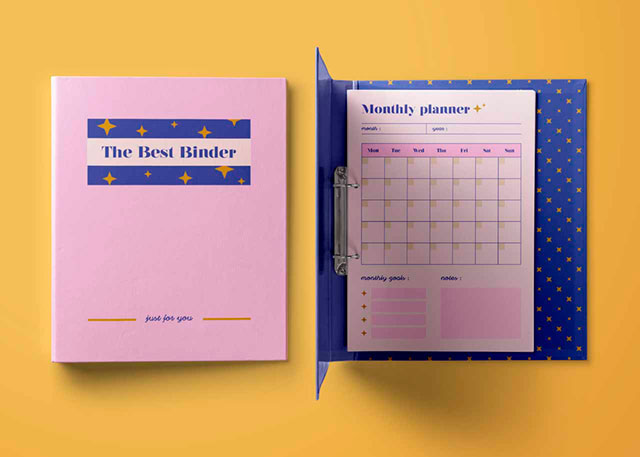 The Best Binder
just for you
Monthly planner
month : year :
Mon Tue Wed Thu Fri Sat Sun
monthly goals : notes :